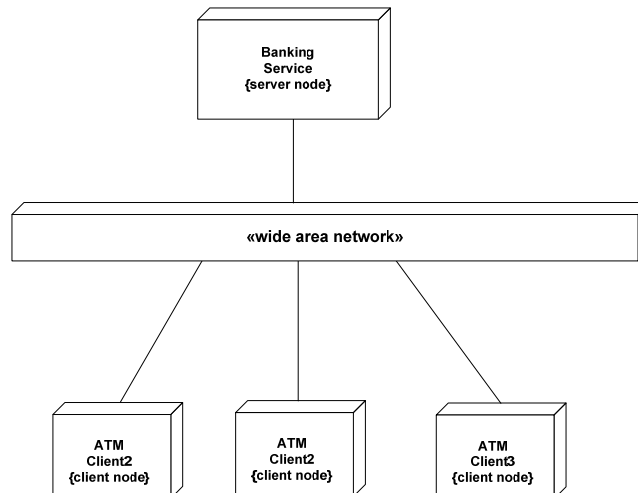 Banking
Service
{server node}
«wide area network»
ATM
Client2
{client node}
ATM
Client2
{client node}
ATM
Client3
{client node}